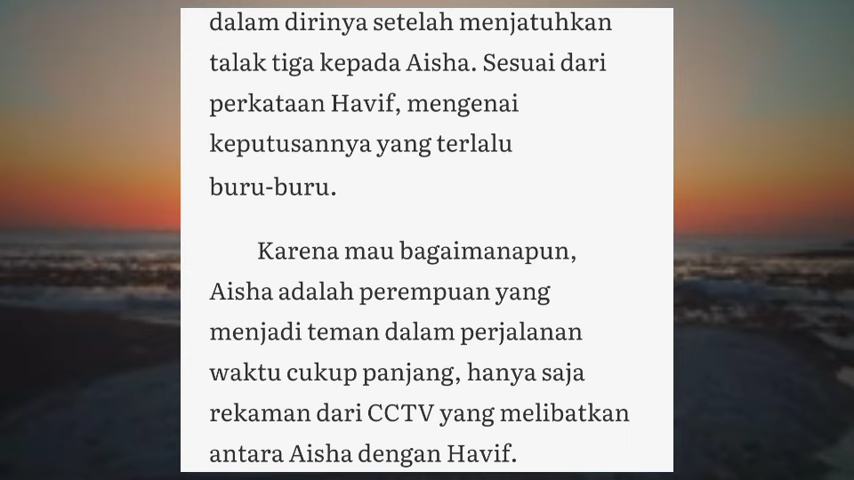 dalam dirinya setelah menjatuhkan
talak tiga kepada Aisha. Sesuai dari
perkataan Havif, mengenai
keputusannya yang terlalu
buru-buru.
Karena mau bagaimanapun,
Aisha adalah perempuan yang
menjadi teman dalam perjalanan
waktu cukup panjang, hanya saja
rekaman dari CCTV yang melibatkan
antara Aisha dengan Havif.